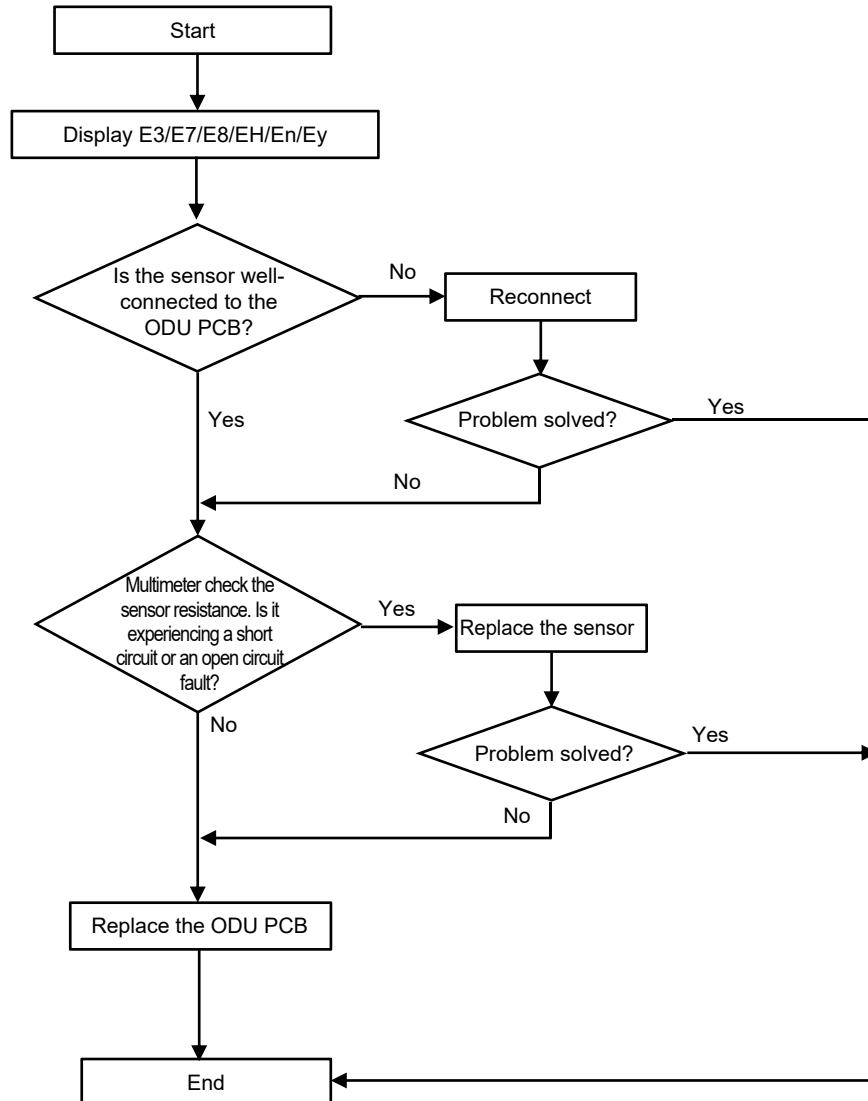 Start
Display E3/E7/E8/EH/En/Ey
Is the sensor well-
connected to the
ODU PCB?
No
Reconnect
Yes
Problem solved?
Yes
No
Multimeter check the
sensor resistance. Is it
experiencing a short
circuit or an open circuit
fault?
Yes
Replace the sensor
No
Problem solved?
Yes
No
Replace the ODU PCB
End